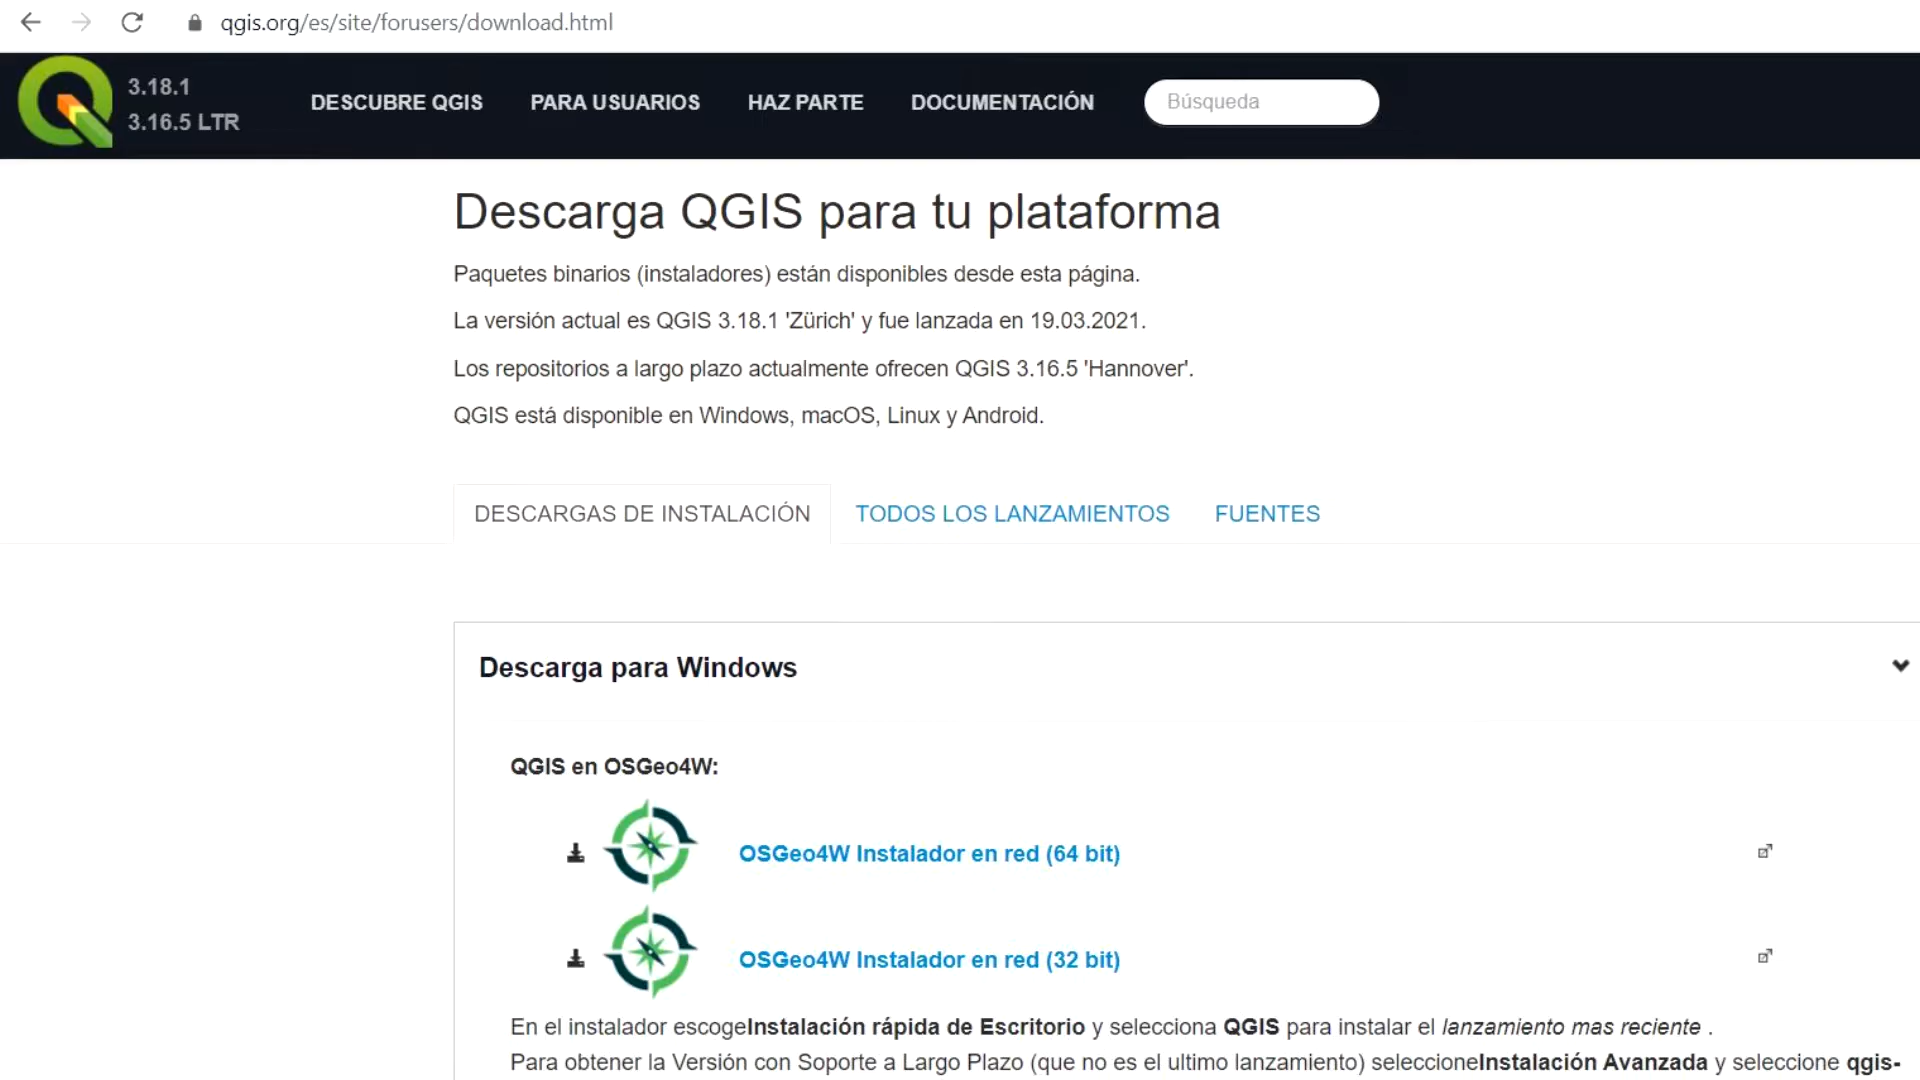 qgis.org/es/site/forusers/download.html
3.18.1
3.16.5 LTR
DESCUBRE QGIS
PARA USUARIOS
HAZ PARTE
DOCUMENTACIÓN
Búsqueda
Descarga QGIS para tu plataforma
Paquetes binarios (instaladores) están disponibles desde esta página.
La versión actual es QGIS 3.18.1 'Zürich' y fue lanzada en 19.03.2021.
Los repositorios a largo plazo actualmente ofrecen QGIS 3.16.5 'Hannover'.
QGIS está disponible en Windows, macOS, Linux y Android.
DESCARGAS DE INSTALACIÓN
TODOS LOS LANZAMIENTOS
FUENTES
Descarga para Windows
QGIS en OSGeo4W:
OSGeo4W Instalador en red (64 bit)
OSGeo4W Instalador en red (32 bit)
En el instalador escogeInstalación rápida de Escritorio y selecciona QGIS para instalar el lanzamiento mas reciente .
Para obtener la Versión con Soporte a Largo Plazo (que no es el ultimo lanzamiento) seleccioneInstalación Avanzada y seleccione qgis-